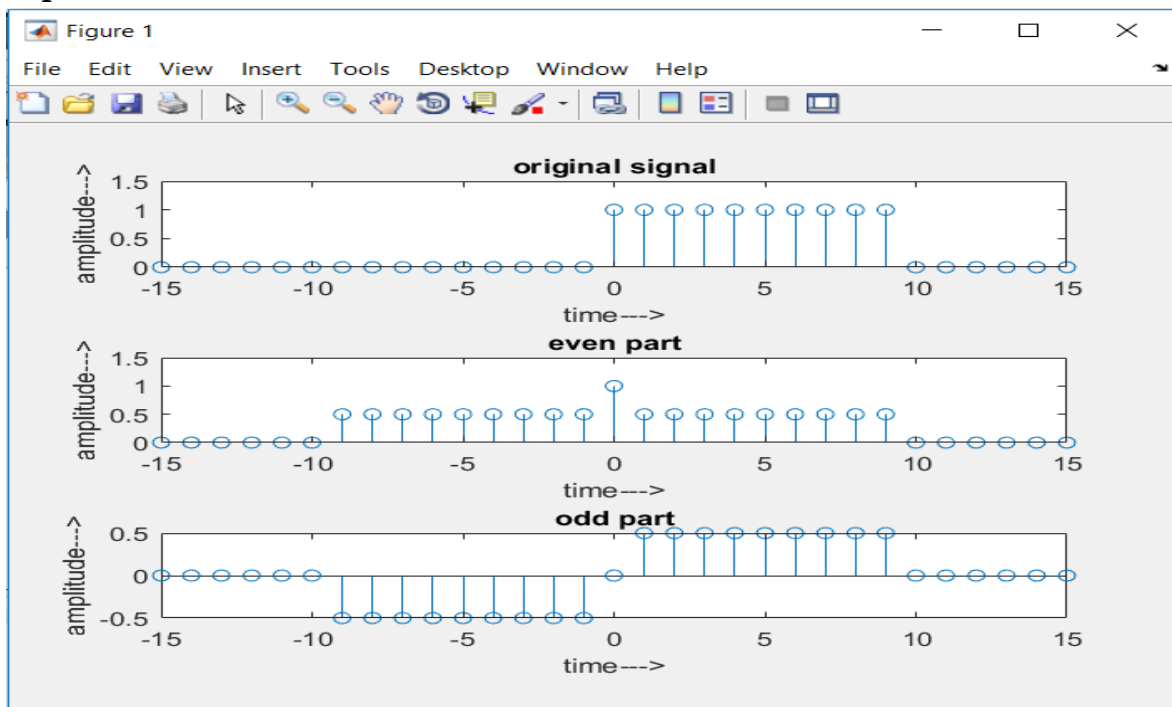 Figure 1
File Edit View Insert Tools Desktop Window Help
original signal
amplitude--->
1.5
1
0.5
0
-15 -10 -5 0 5 10 15
time--->
even part
amplitude--->
1.5
1
0.5
0
-15 -10 -5 0 5 10 15
time--->
odd part
amplitude--->
0.5
0
-0.5
-15 -10 -5 0 5 10 15
time--->